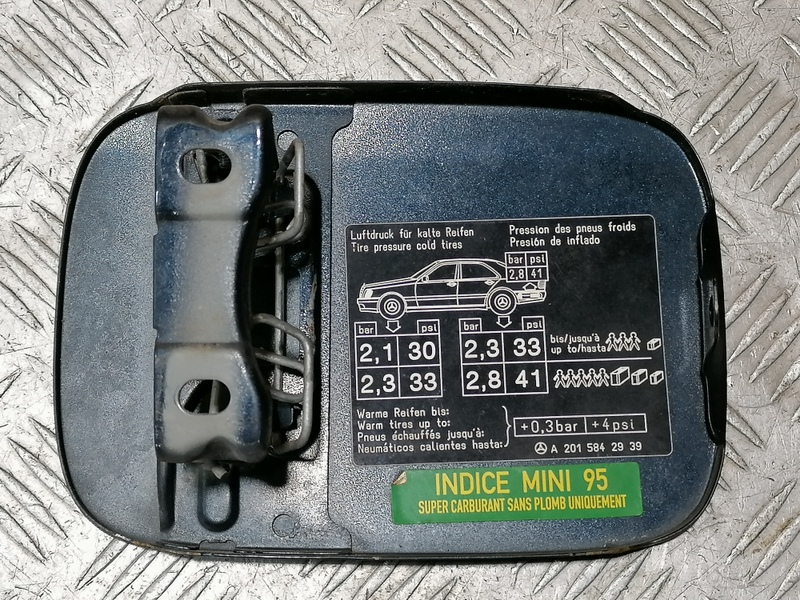 Luftdruck für kalte Reifen
Tire pressure cold tires
Pression des pneus froids
Presión de inflado
bar psi
2,8 41
bar psi
2,1 30
2,3 33
bar psi
2,3 33
2,8 41
bis/jusqu'à
up to/hasta
Warme Reifen bis:
Warm tires up to:
Pneus échauffés jusqu'à:
Neumáticos calientes hasta:
+0,3bar +4psi
A 201 584 29 39
INDICE MINI 95
SUPER CARBURANT SANS PLOMB UNIQUEMENT